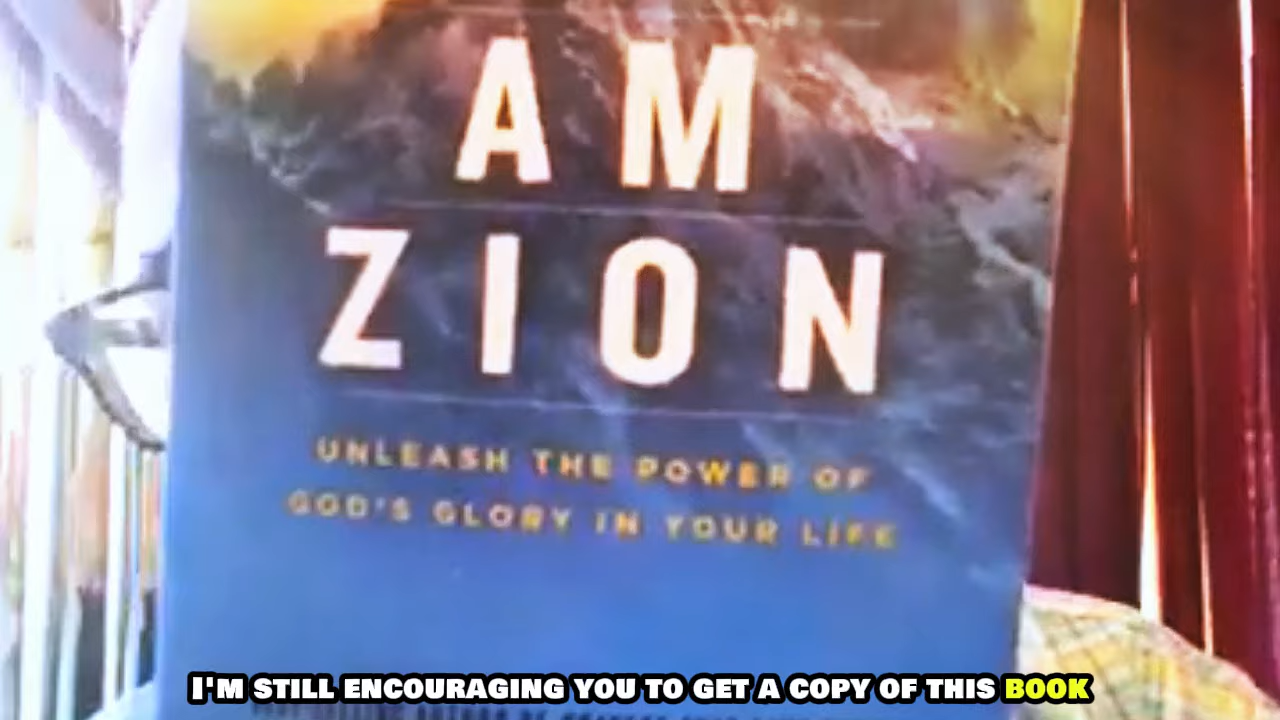 AM
ZION
UNLEASH THE POWER OF
GOD'S GLORY IN YOUR LIFE
I'M STILL ENCOURAGING YOU TO GET A COPY OF THIS BOOK